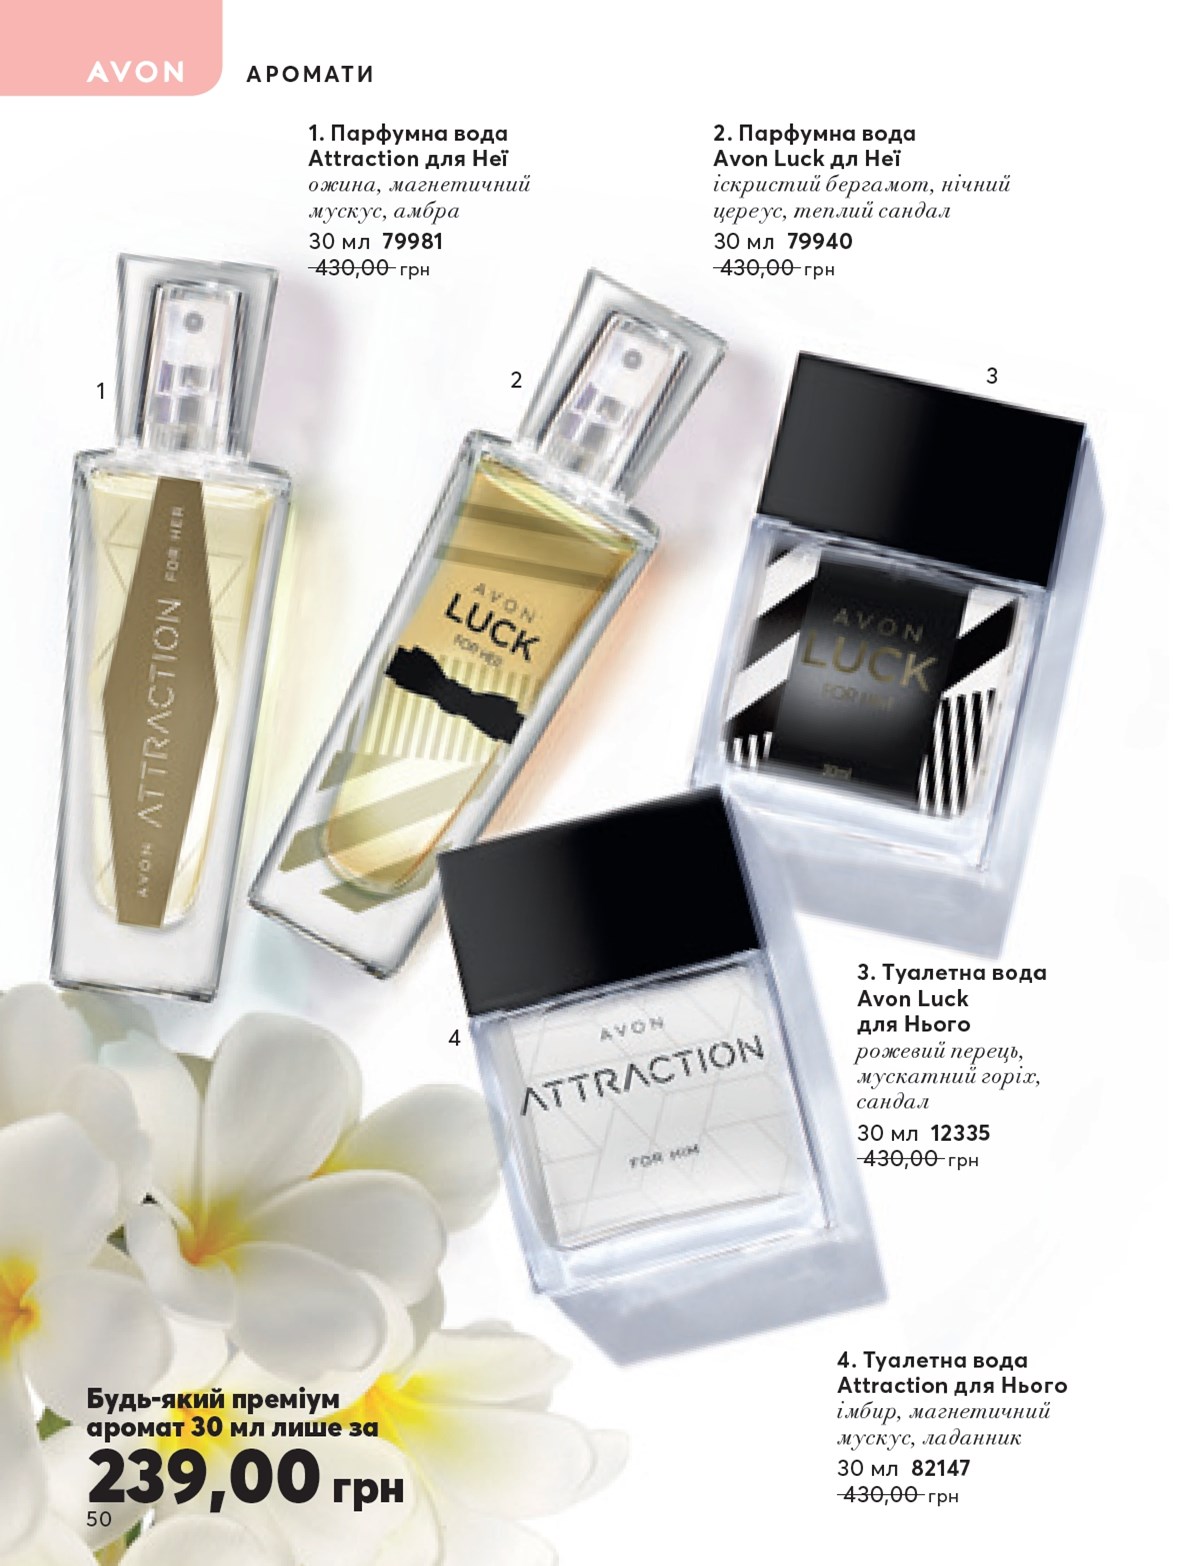 AVON
АРОМАТИ
1. Парфумна вода
Attraction для Неї
ожина, магнетичний
мускус, амбра
30 мл 79981
430,00 грн
2. Парфумна вода
Avon Luck дл Неї
іскристий бергамот, нічний
цереус, теплий сандал
30 мл 79940
430,00 грн
1
2
3
AVON ATTRACTION FOR HER
AVON
LUCK
FOR HER
AVON
LUCK
FOR HIM
30ml
4
AVON
ATTRACTION
FOR HIM
3. Туалетна вода
Avon Luck
для Нього
рожевий перець,
мускатний горіх,
сандал
30 мл 12335
430,00 грн
4. Туалетна вода
Attraction для Нього
імбир, магнетичний
мускус, ладанник
30 мл 82147
430,00 грн
Будь-який преміум
аромат 30 мл лише за
239,00 грн
50